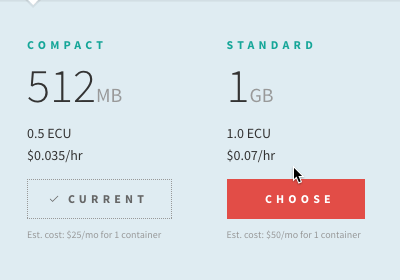 COMPACT
512MB
0.5 ECU
$0.035/hr
✓ CURRENT
Est. cost: $25/mo for 1 container
STANDARD
1GB
1.0 ECU
$0.07/hr
CHOOSE
Est. cost: $50/mo for 1 container